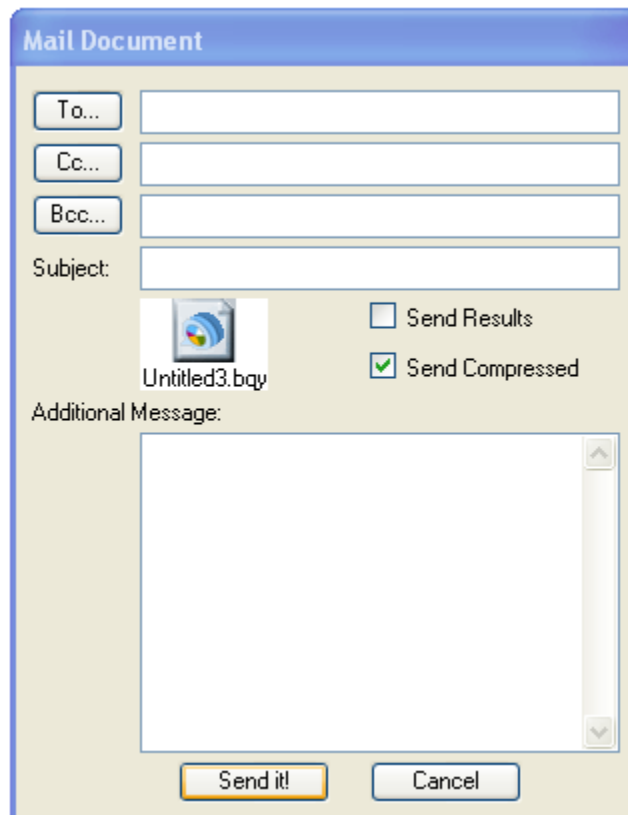 Mail Document
To...
Cc...
Bcc...
Subject:
Send Results
Untitled3.bqy
Send Compressed
Additional Message:
Send it!
Cancel